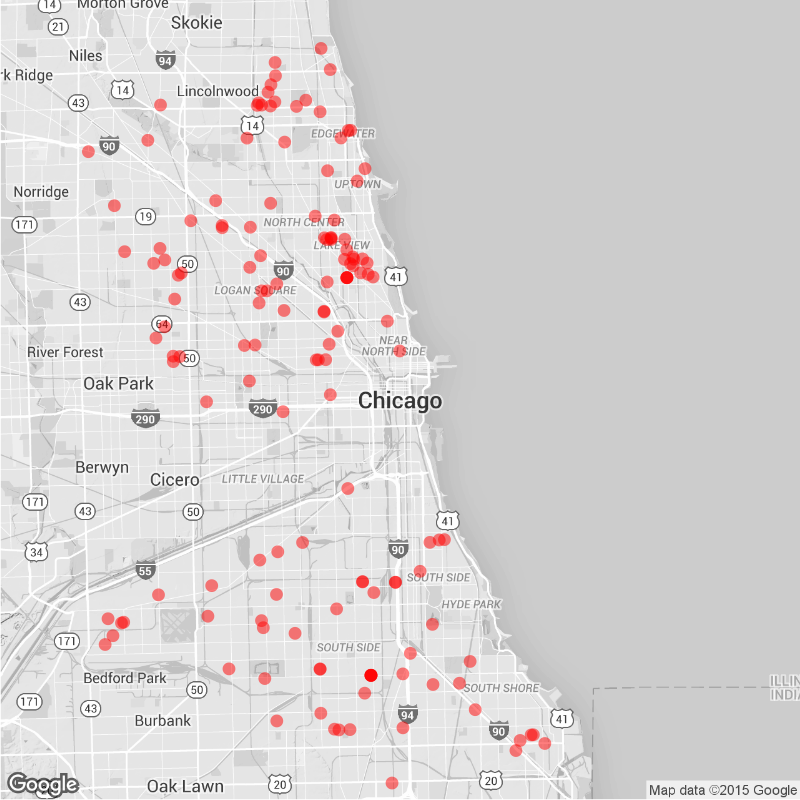 14
Morton Grove
Skokie
21
Niles
94
rk Ridge
14
Lincolnwood
43
14
EDGEWATER
90
Norridge
UPTOWN
171
19
NORTH CENTER
LAKE VIEW
50
90
41
LOGAN SQUARE
43
64
NEAR
NORTH SIDE
River Forest
50
Oak Park
Chicago
290
290
Berwyn
Cicero
LITTLE VILLAGE
171
43
50
41
34
90
55
SOUTH SIDE
HYDE PARK
171
SOUTH SIDE
Bedford Park
50
SOUTH SHORE
ILLIN
INDIA
171
43
Burbank
94
90
41
Google
Oak Lawn
20
20
Map data ©2015 Google